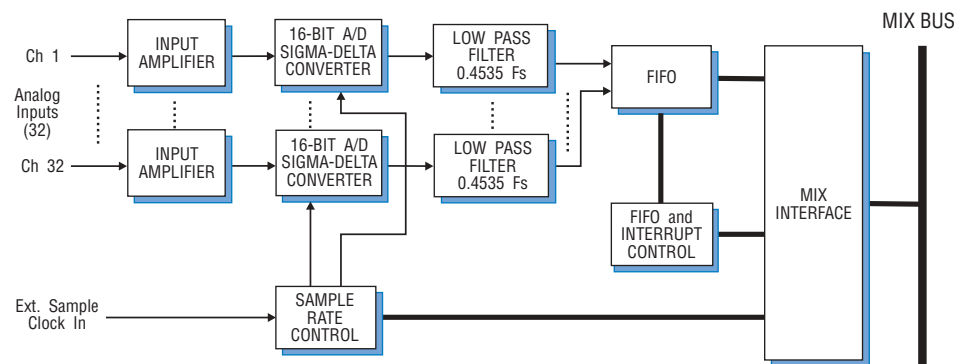 MIX BUS
Ch 1
INPUT
AMPLIFIER
16-BIT A/D
SIGMA-DELTA
CONVERTER
LOW PASS
FILTER
0.4535 Fs
FIFO
Analog
Inputs
(32)
Ch 32
INPUT
AMPLIFIER
16-BIT A/D
SIGMA-DELTA
CONVERTER
LOW PASS
FILTER
0.4535 Fs
MIX
INTERFACE
FIFO and
INTERRUPT
CONTROL
Ext. Sample
Clock In
SAMPLE
RATE
CONTROL